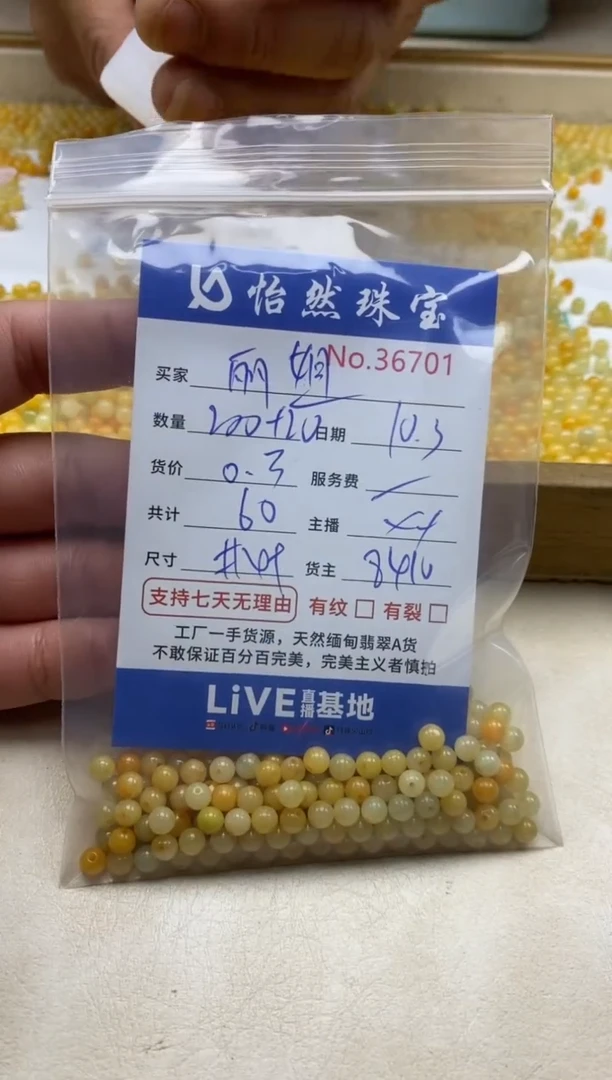 怡然珠宝
No.36701
买家 丽姐
数量 200+20 日期 10.3
货价 0.3 服务费
共计 60 主播
尺寸 货主 8410
支持七天无理由 有纹 有裂
工厂一手货源，天然缅甸翡翠A货
不敢保证百分百完美，完美主义者慎拍
LiVE直播基地